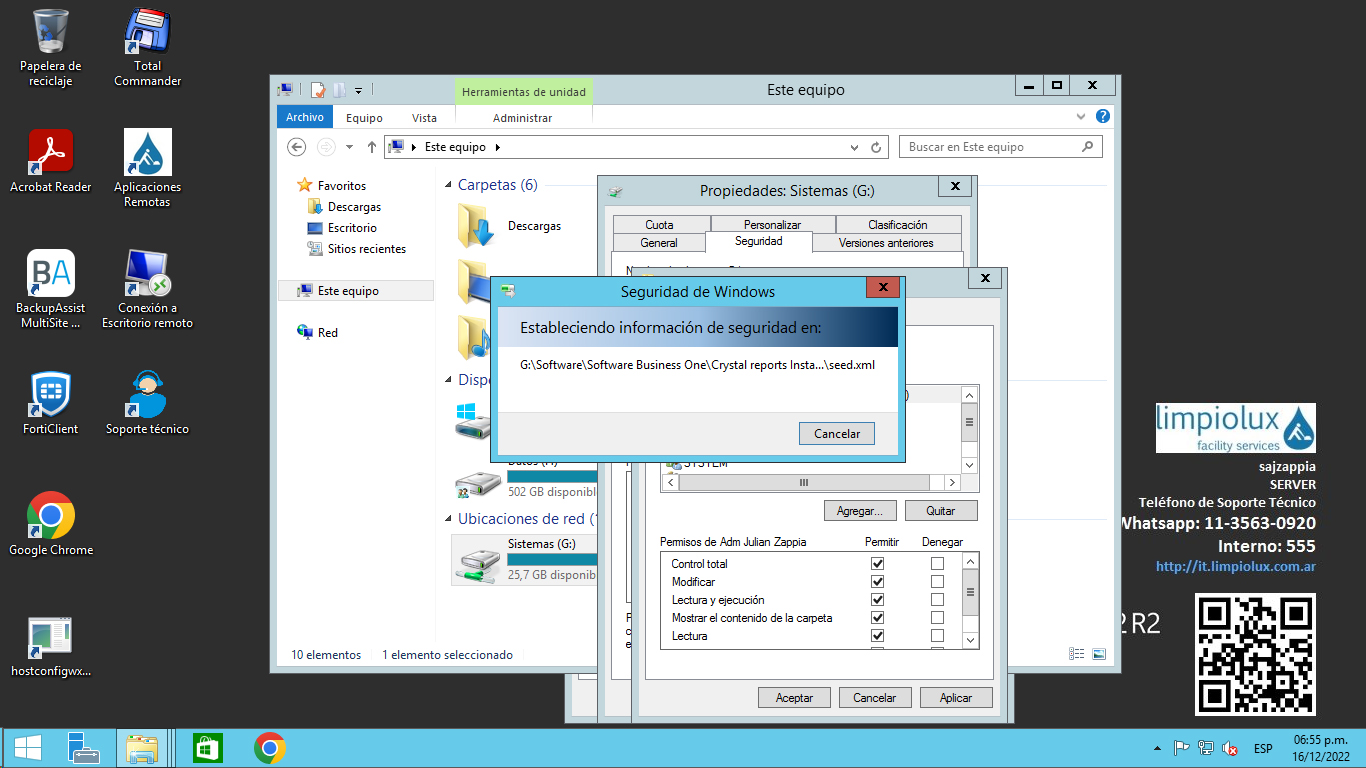 Papelera de
reciclaje
Total
Commander
Acrobat Reader
Aplicaciones
Remotas
BA
BackupAssist
MultiSite ...
Conexión a
Escritorio remoto
FortiClient
Soporte técnico
Google Chrome
hostconfigwx...
Herramientas de unidad
Este equipo
Archivo
Equipo
Vista
Administrar
Este equipo
Buscar en Este equipo
Favoritos
Descargas
Escritorio
Sitios recientes
Este equipo
Red
Carpetas (6)
Descargas
502 GB disponibl
Ubicaciones de red (
Sistemas (G:)
25,7 GB disponib
10 elementos
1 elemento seleccionado
Propiedades: Sistemas (G:)
Cuota
Personalizar
Clasificación
General
Seguridad
Versiones anteriores
Seguridad de Windows
Estableciendo información de seguridad en:
G:\Software\Software Business One\Crystal reports Insta...\seed.xml
Cancelar
SYSTEM
Agregar...
Quitar
Permisos de Adm Julian Zappia
Permitir
Denegar
Control total
Modificar
Lectura y ejecución
Mostrar el contenido de la carpeta
Lectura
Aceptar
Cancelar
Aplicar
limpiolux
facility services
sajzappia
SERVER
Teléfono de Soporte Técnico
Whatsapp: 11-3563-0920
Interno: 555
http://it.limpiolux.com.ar
2 R2
ESP
06:55 p.m.
16/12/2022